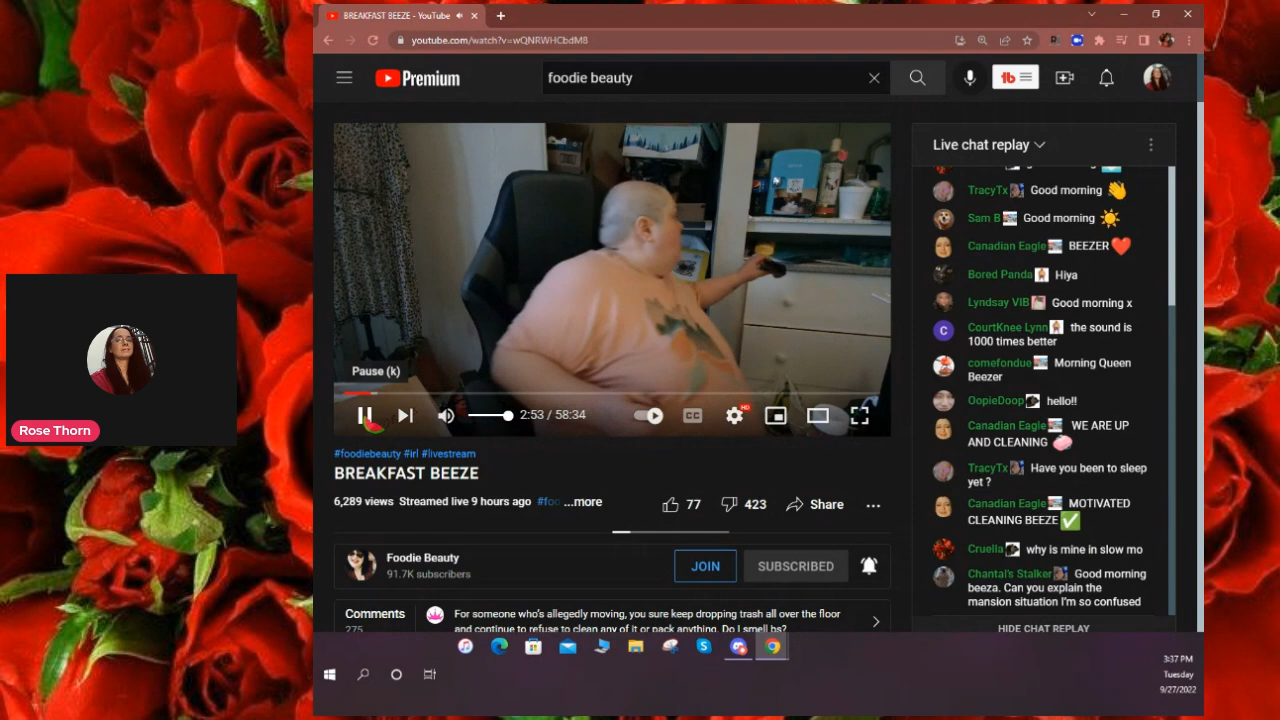 BREAKFAST BEEZE - YouTube
youtube.com/watch?v=wQNRWHCbdM8
Premium
foodie beauty
Live chat replay
TracyTx Good morning
Sam B Good morning
Canadian Eagle BEEZER
Bored Panda Hiya
Lyndsay VIB Good morning x
CourtKnee Lynn the sound is
1000 times better
comefondue Morning Queen
Beezer
OopieDoop hello!!
Canadian Eagle WE ARE UP
AND CLEANING
TracyTx Have you been to sleep
yet ?
Canadian Eagle MOTIVATED
CLEANING BEEZE
Cruella why is mine in slow mo
Chantal's Stalker Good morning
beeza. Can you explain the
mansion situation I'm so confused
HIDE CHAT REPLAY
Pause (k)
2:53 / 58:34
CC
HD
#foodiebeauty #irl #livestream
BREAKFAST BEEZE
6,289 views Streamed live 9 hours ago #foo ...more
77
423
Share
Foodie Beauty
91.7K subscribers
JOIN
SUBSCRIBED
Comments
275
For someone who's allegedly moving, you sure keep dropping trash all over the floor
and continue to refuse to clean any of it or pack anything. Do I smell ba?
Rose Thorn
3:37 PM
Tuesday
9/27/2022